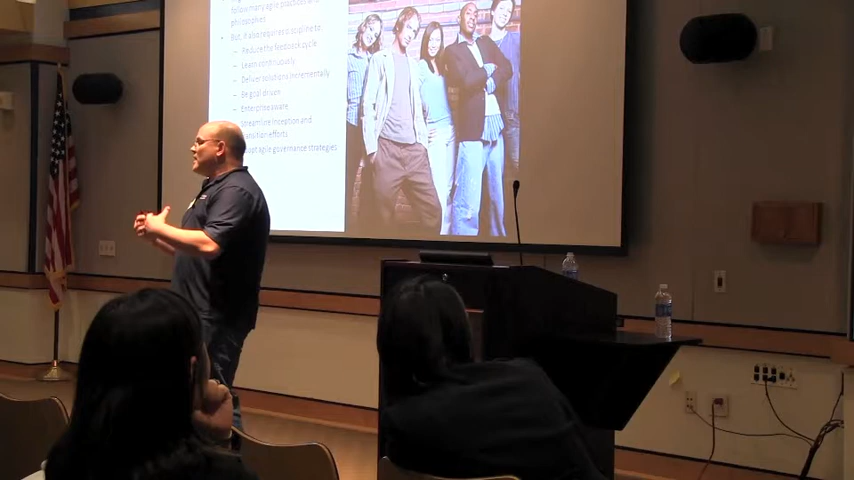 follow many agile practices and
philosophies
• But, it also requires discipline to:
– Reduce the feedback cycle
– Learn continuously
– Deliver solutions incrementally
– Be goal driven
– Enterprise aware
– Streamline Inception and
transition efforts
adopt agile governance strategies